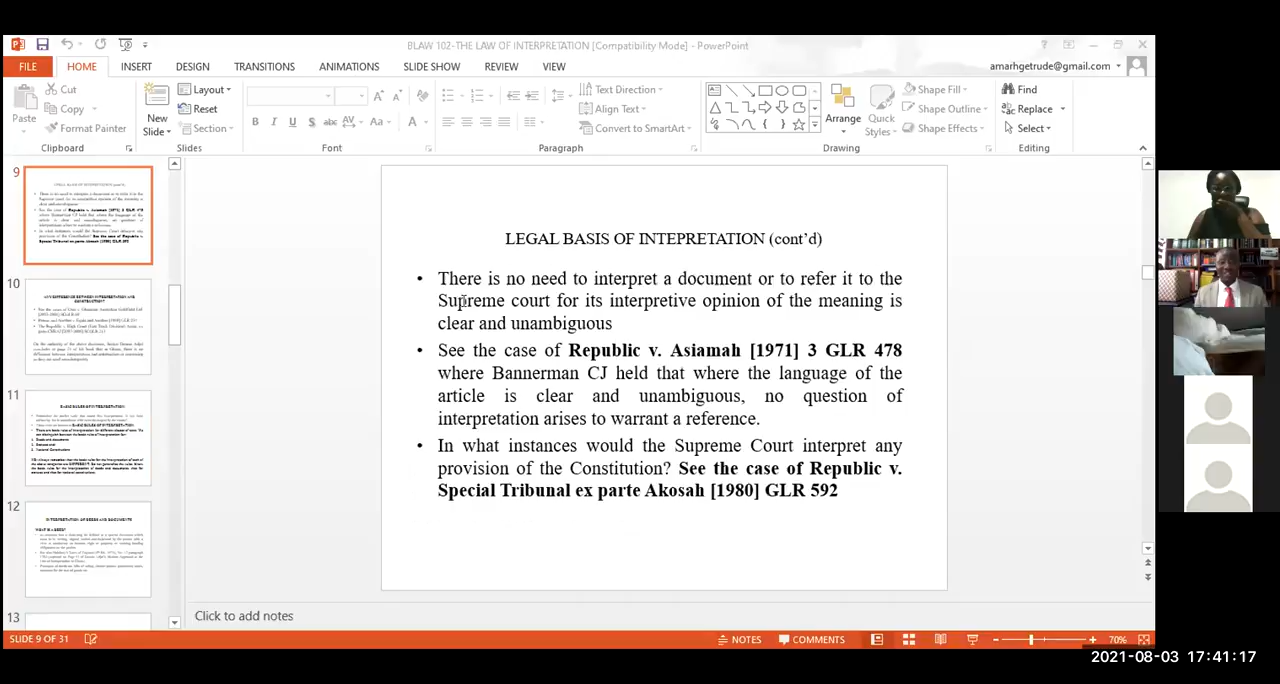 BLAW 102-THE LAW OF INTERPRETATION [Compatibility Mode] - PowerPoint
FILE HOME INSERT DESIGN TRANSITIONS ANIMATIONS SLIDE SHOW REVIEW VIEW
amarhgetrude@gmail.com
Paste
Cut
Copy
Format Painter
Clipboard
New
Slide
Layout
Reset
Section
Slides
Font
Text Direction
Align Text
Convert to SmartArt
Paragraph
Arrange
Quick
Styles
Shape Fill
Shape Outline
Shape Effects
Drawing
Find
Replace
Select
Editing
9
10
11
12
13
LEGAL BASIS OF INTEPRETATION (cont’d)
• There is no need to interpret a document or to refer it to the
Supreme court for its interpretive opinion of the meaning is
clear and unambiguous
• See the case of Republic v. Asiamah [1971] 3 GLR 478
where Bannerman CJ held that where the language of the
article is clear and unambiguous, no question of
interpretation arises to warrant a reference.
• In what instances would the Supreme Court interpret any
provision of the Constitution? See the case of Republic v.
Special Tribunal ex parte Akosah [1980] GLR 592
Click to add notes
SLIDE 9 OF 31
NOTES
COMMENTS
70%
2021-08-03 17:41:17